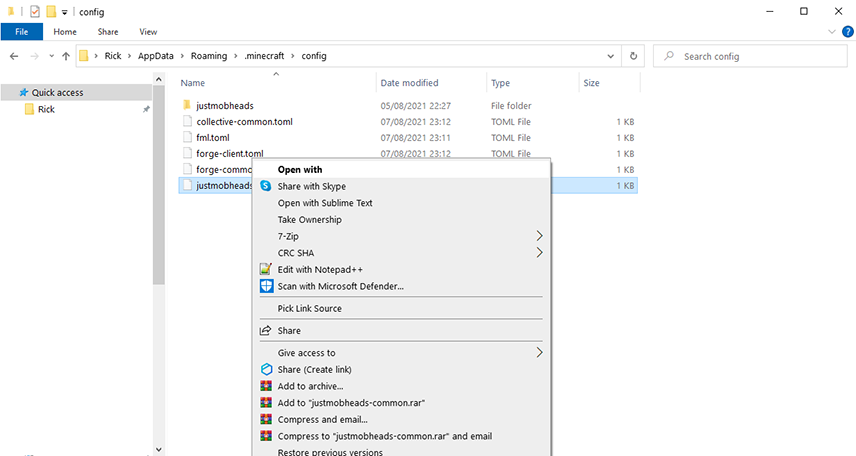 config
File
Home
Share
View
Rick
AppData
Roaming
.minecraft
config
Search config
Quick access
Rick
Name
Date modified
Type
Size
justmobheads
05/08/2021 22:27
File folder
collective-common.toml
07/08/2021 23:12
TOML File
1 KB
fml.toml
07/08/2021 23:11
TOML File
1 KB
forge-client.toml
07/08/2021 23:12
TOML File
1 KB
forge-commo
1 KB
justmobheads
1 KB
Open with
Share with Skype
Open with Sublime Text
Take Ownership
7-Zip
CRC SHA
Edit with Notepad++
Scan with Microsoft Defender...
Pick Link Source
Share
Give access to
Share (Create link)
Add to archive...
Add to "justmobheads-common.rar"
Compress and email...
Compress to "justmobheads-common.rar" and email
Restore previous versions